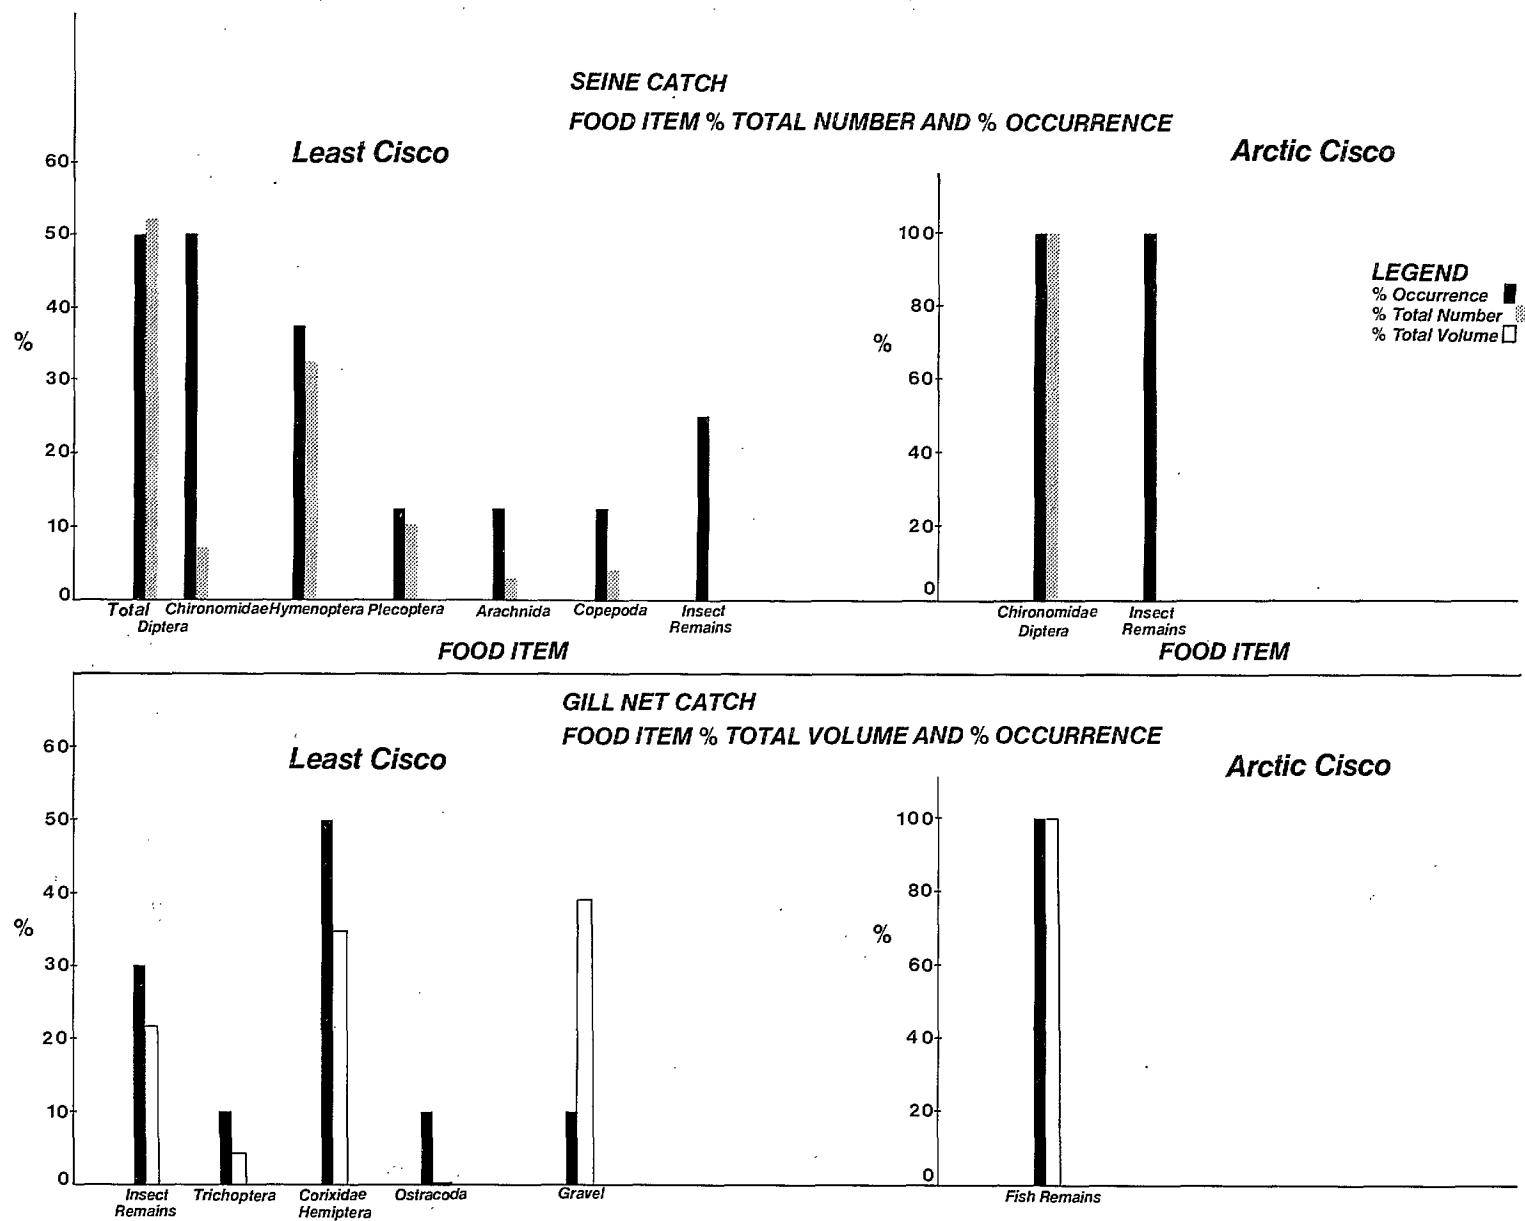 SEINE CATCH
FOOD ITEM % TOTAL NUMBER AND % OCCURRENCE
Least Cisco
Arctic Cisco
60
50
40
%
30
20
10
0
100
80
%
60
40
20
0
LEGEND
% Occurrence
% Total Number
% Total Volume
Total Chironomidae Hymenoptera Plecoptera Arachnida Copepoda Insect
Diptera Remains
Chironomidae Insect
Diptera Remains
FOOD ITEM
FOOD ITEM
GILL NET CATCH
FOOD ITEM % TOTAL VOLUME AND % OCCURRENCE
Least Cisco
Arctic Cisco
60
50
40
%
30
20
10
0
100
80
%
60
40
20
0
Insect Trichoptera Corixidae Ostracoda Gravel
Remains Hemiptera
Fish Remains